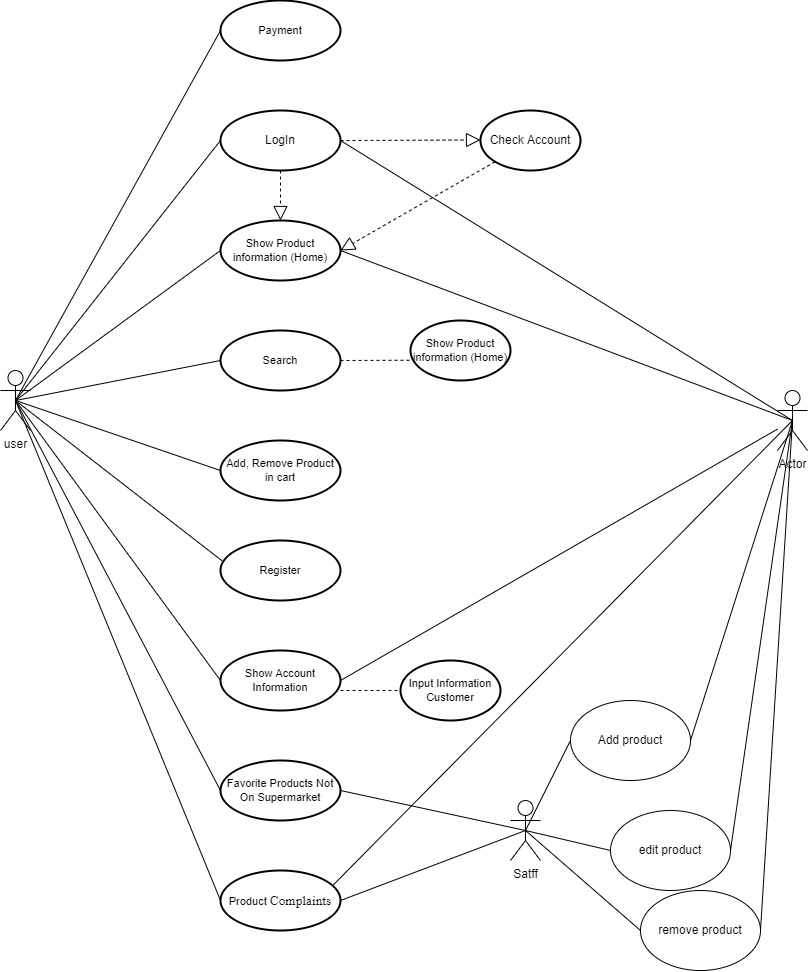 Payment
LogIn
Check Account
Show Product
information (Home)
Search
Show Product
information (Home)
user
Actor
Add, Remove Product
in cart
Register
Show Account
Information
Input Information
Customer
Add product
Favorite Products Not
On Supermarket
edit product
Satff
Product Complaints
remove product